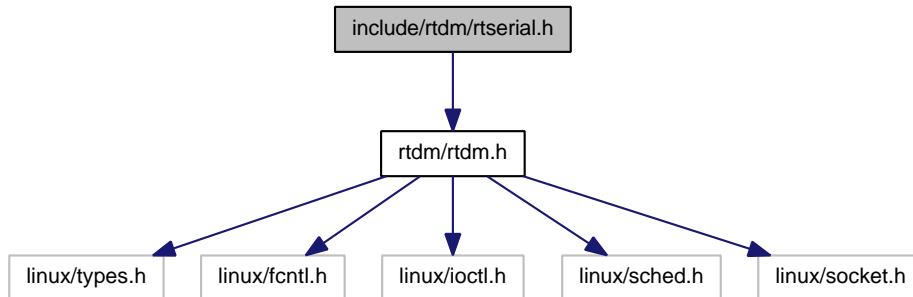 include/rtdm/rtserial.h
rtdm/rtdm.h
linux/types.h
linux/fcntl.h
linux/ioctl.h
linux/sched.h
linux/socket.h